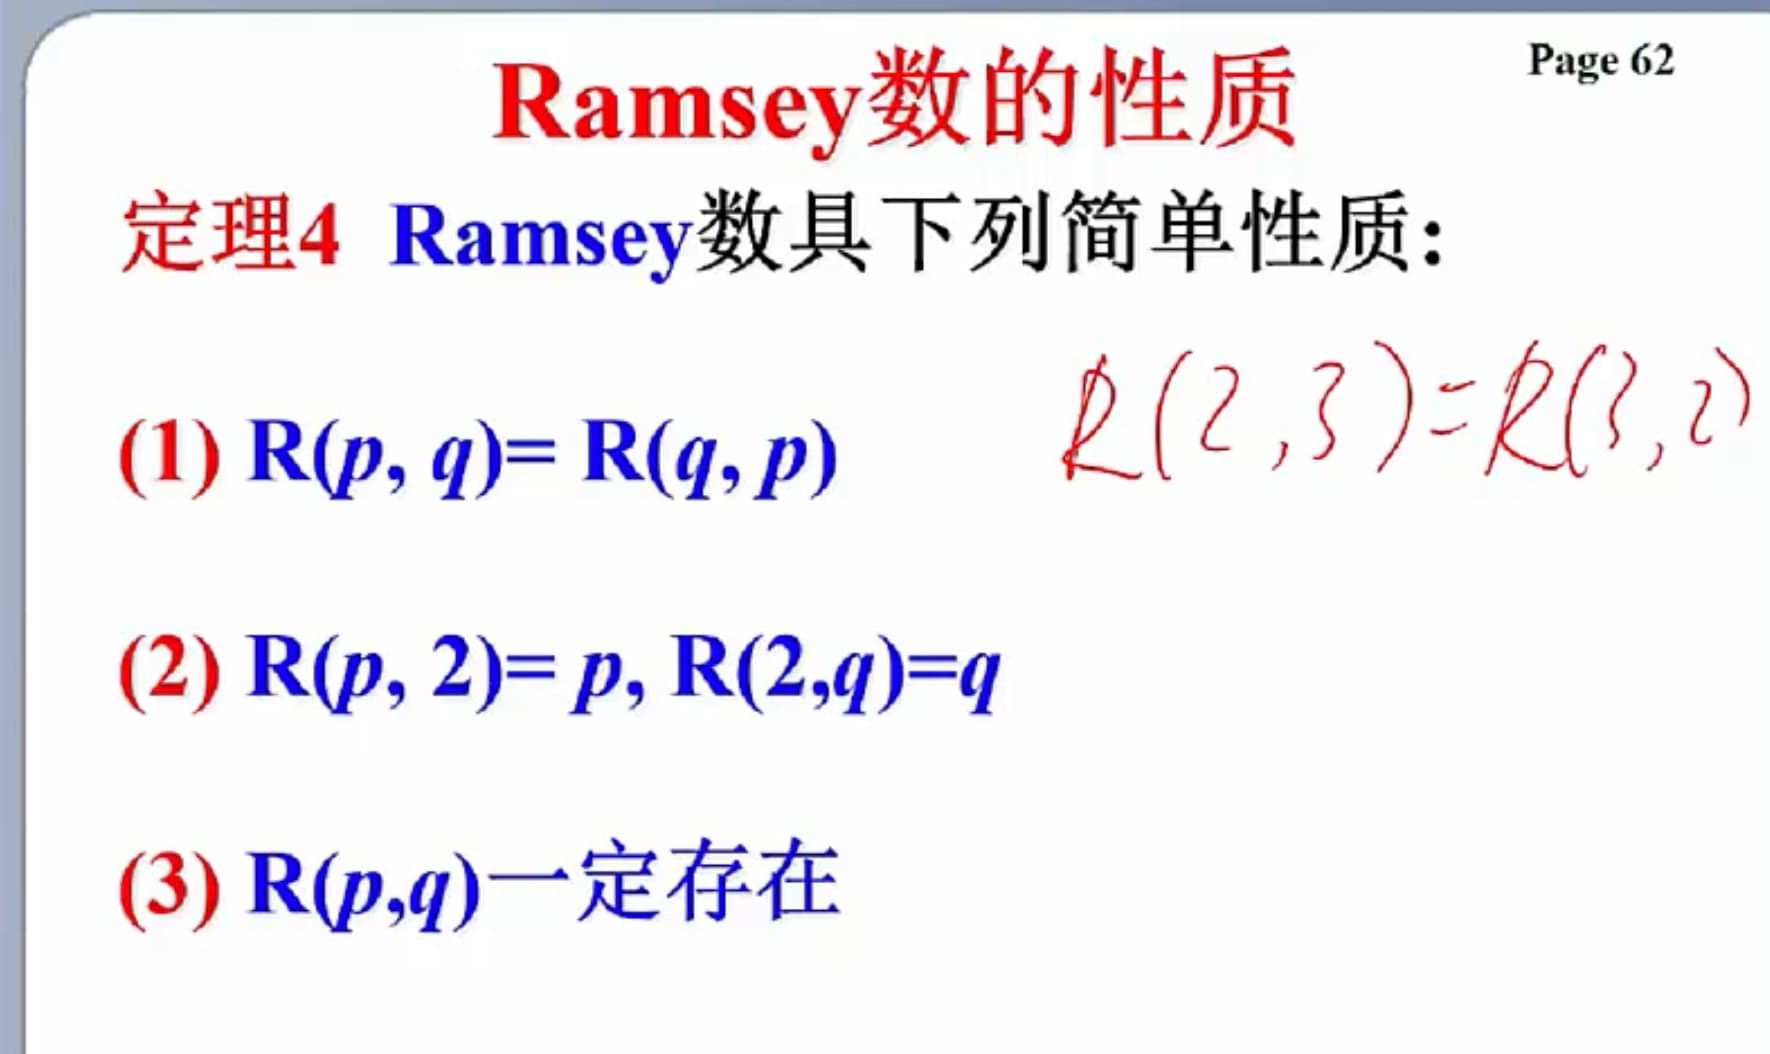 Page 62
Ramsey数的性质
定理4 Ramsey数具下列简单性质:
R(2,3)=R(3,2)
(1) R(p, q)= R(q, p)
(2) R(p, 2)= p, R(2,q)=q
(3) R(p,q)一定存在